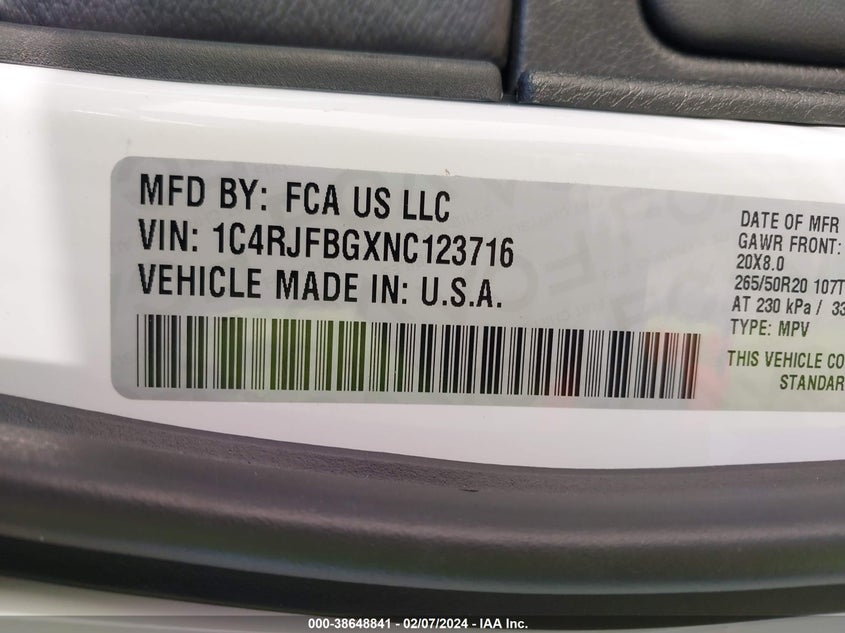 MFD BY: FCA US LLC
VIN: 1C4RJFBGXNC123716
VEHICLE MADE IN: U.S.A.
DATE OF MFR
GAWR FRONT:
20X8.0
265/50R20 107T
AT 230 kPa / 33
TYPE: MPV
THIS VEHICLE CO
STANDAR
000-38648841 - 02/07/2024 - IAA Inc.